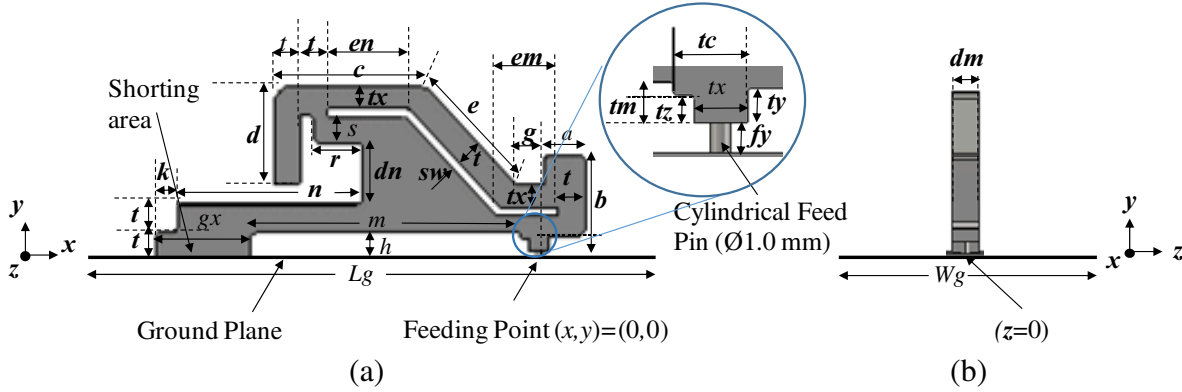 t t en
c
em
tc
tx
tm
tz
ty
fy
dm
Shorting
area
tx
e
g
a
d
s
t
r
dn
sw
tx
t
b
k
n
t
gx
m
t
h
Cylindrical Feed
Pin (Ø1.0 mm)
y
x
z
Lg
y
x
z
Wg
Ground Plane
Feeding Point (x, y)=(0,0)
(z=0)
(a)
(b)